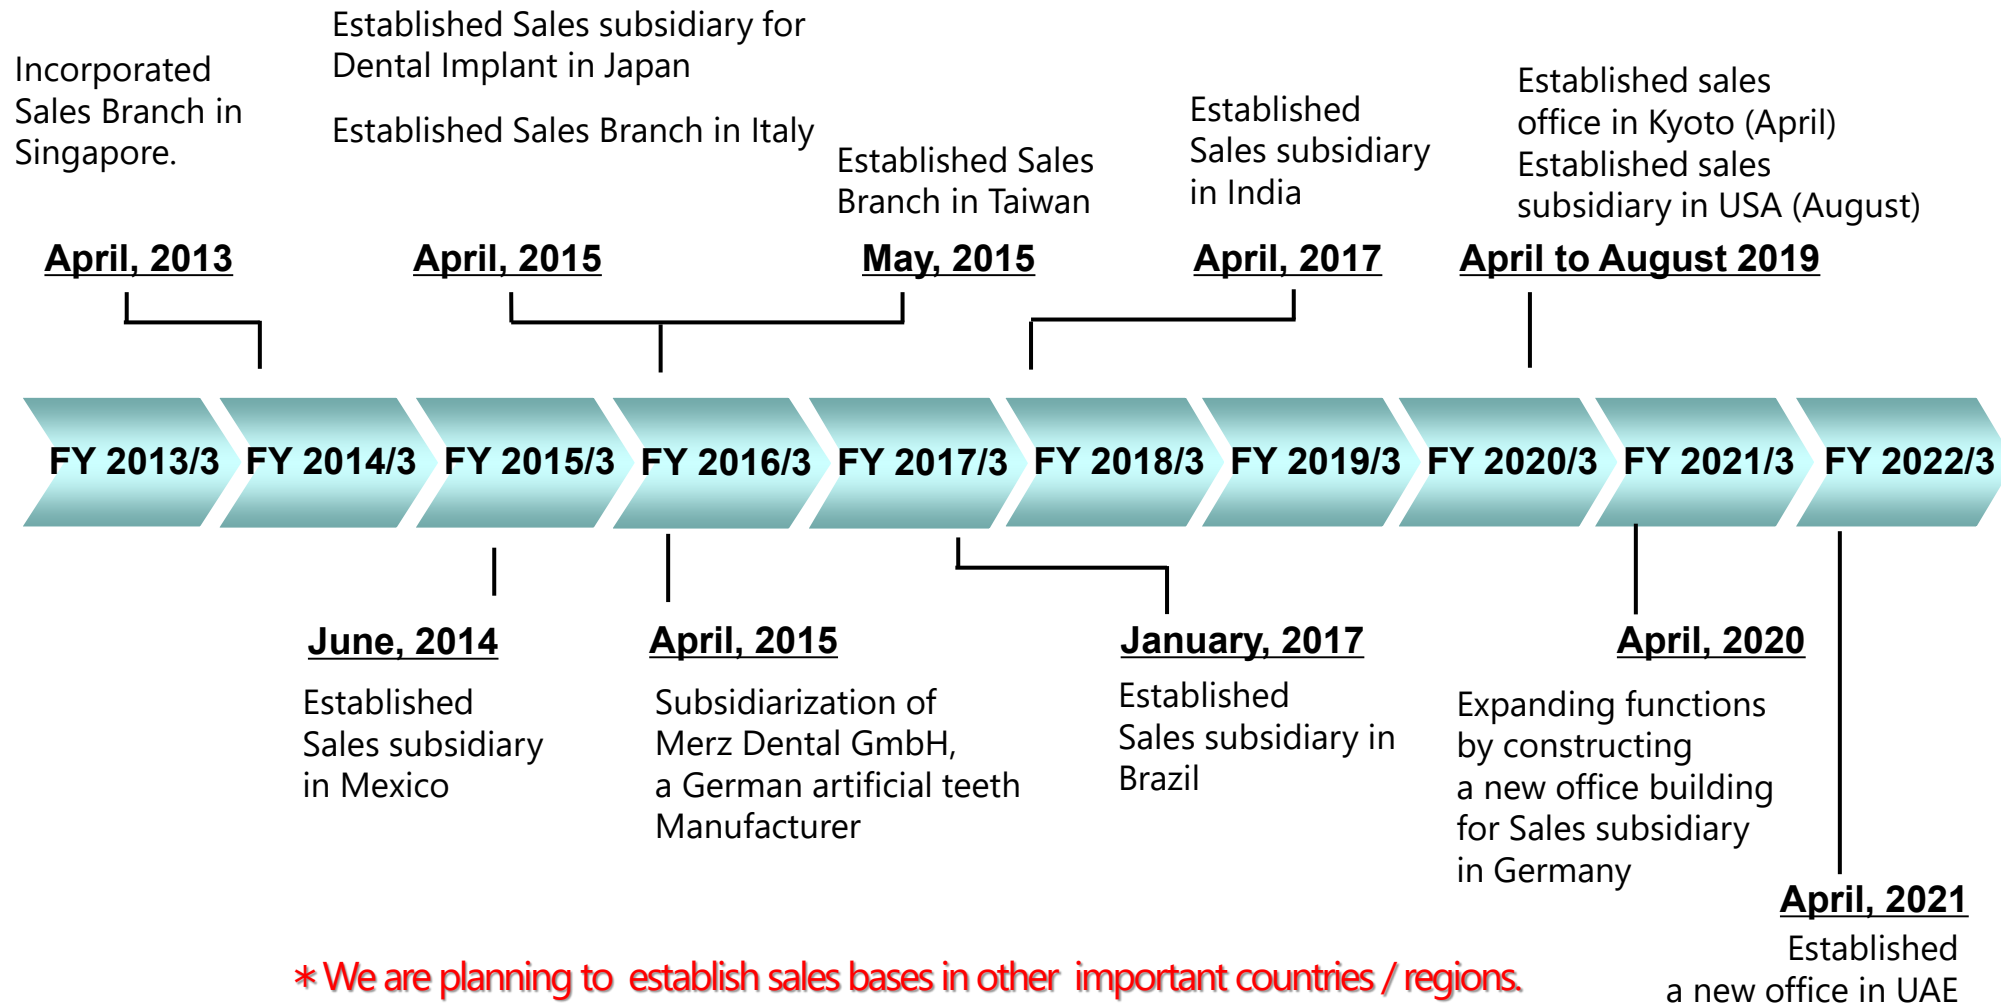 Incorporated
Sales Branch in
Singapore.
April, 2013
Established Sales subsidiary for
Dental Implant in Japan
Established Sales Branch in Italy
April, 2015
Established Sales
Branch in Taiwan
May, 2015
Established
Sales subsidiary
in India
April, 2017
Established sales
office in Kyoto (April)
Established sales
subsidiary in USA (August)
April to August 2019
FY 2013/3
FY 2014/3
FY 2015/3
FY 2016/3
FY 2017/3
FY 2018/3
FY 2019/3
FY 2020/3
FY 2021/3
FY 2022/3
June, 2014
Established
Sales subsidiary
in Mexico
April, 2015
Subsidiarization of
Merz Dental GmbH,
a German artificial teeth
Manufacturer
January, 2017
Established
Sales subsidiary in
Brazil
April, 2020
Expanding functions
by constructing
a new office building
for Sales subsidiary
in Germany
April, 2021
Established
a new office in UAE
＊We are planning to establish sales bases in other important countries / regions.